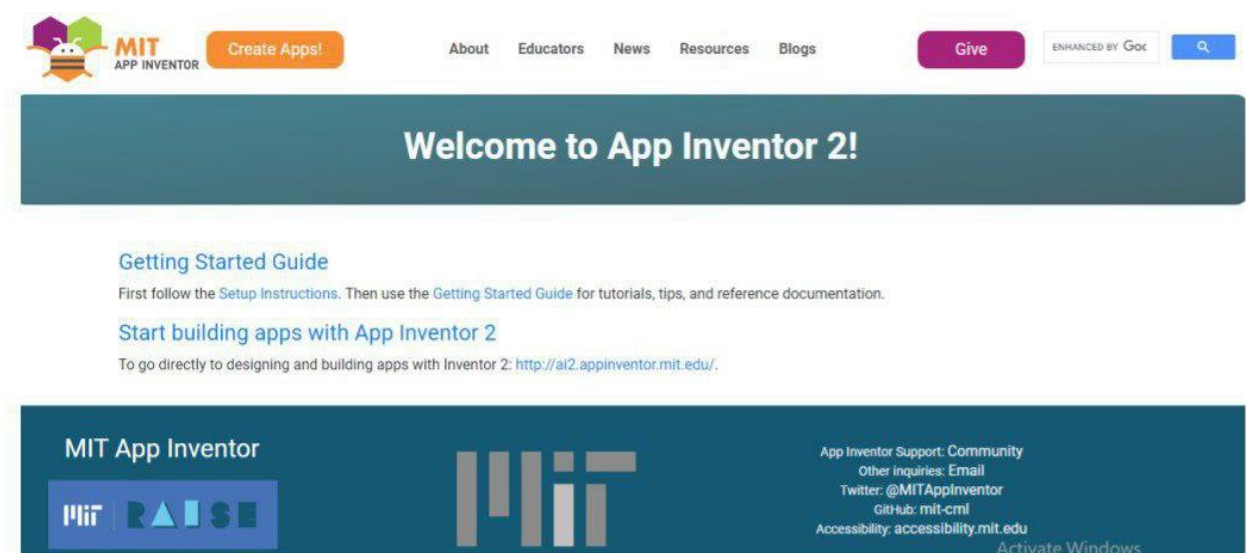 MIT
APP INVENTOR
Create Apps!
About Educators News Resources Blogs
Give
ENHANCED BY
Welcome to App Inventor 2!
Getting Started Guide
First follow the Setup Instructions. Then use the Getting Started Guide for tutorials, tips, and reference documentation.
Start building apps with App Inventor 2
To go directly to designing and building apps with Inventor 2: http://ai2.appinventor.mit.edu/.
MIT App Inventor
MIT RAISE
MIT
App Inventor Support: Community
Other inquiries: Email
Twitter: @MITAppInventor
GitHub: mit-cml
Accessibility: accessibility.mit.edu
Activate Windows